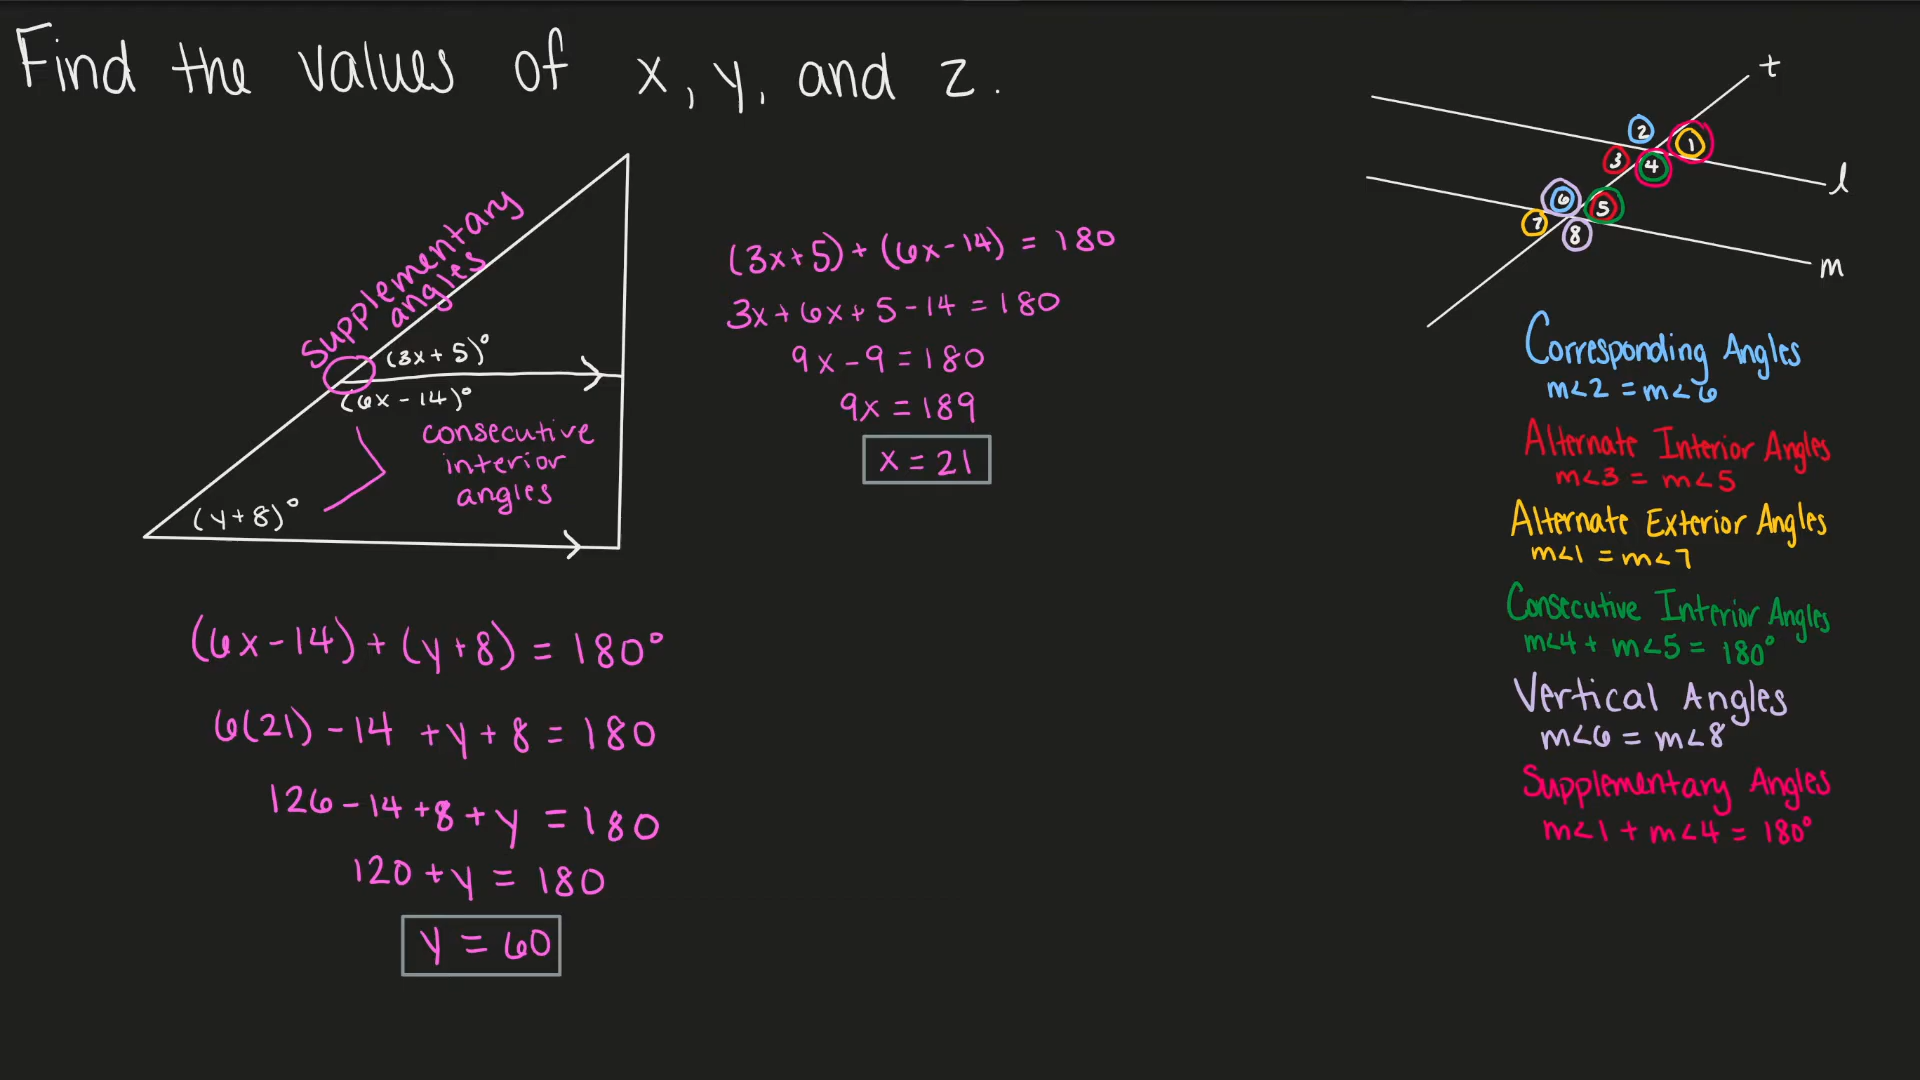 Find the values of x, y, and z.
Supplementary
angles
(3x + 5)°
(6x - 14)°
consecutive
interior
angles
(y + 8)°
(3x + 5) + (6x - 14) = 180
3x + 6x + 5 - 14 = 180
9x - 9 = 180
9x = 189
x = 21
(6x - 14) + (y + 8) = 180°
6(21) - 14 + y + 8 = 180
126 - 14 + 8 + y = 180
120 + y = 180
y = 60
t
2
1
3
4
l
6
5
7
8
m
Corresponding Angles
m<2 = m<6
Alternate Interior Angles
m<3 = m<5
Alternate Exterior Angles
m<1 = m<7
Consecutive Interior Angles
m<4 + m<5 = 180°
Vertical Angles
m<6 = m<8
Supplementary Angles
m<1 + m<4 = 180°